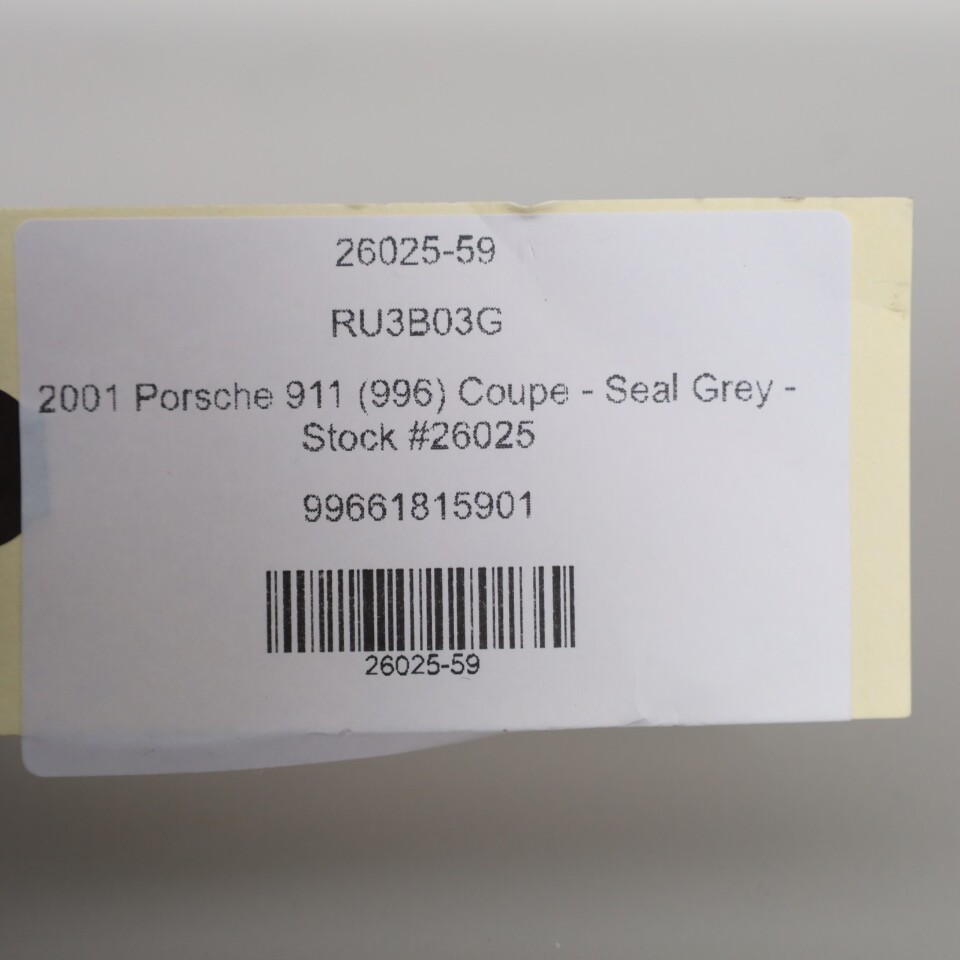 26025-59
RU3B03G
2001 Porsche 911 (996) Coupe - Seal Grey -
Stock #26025
99661815901
26025-59